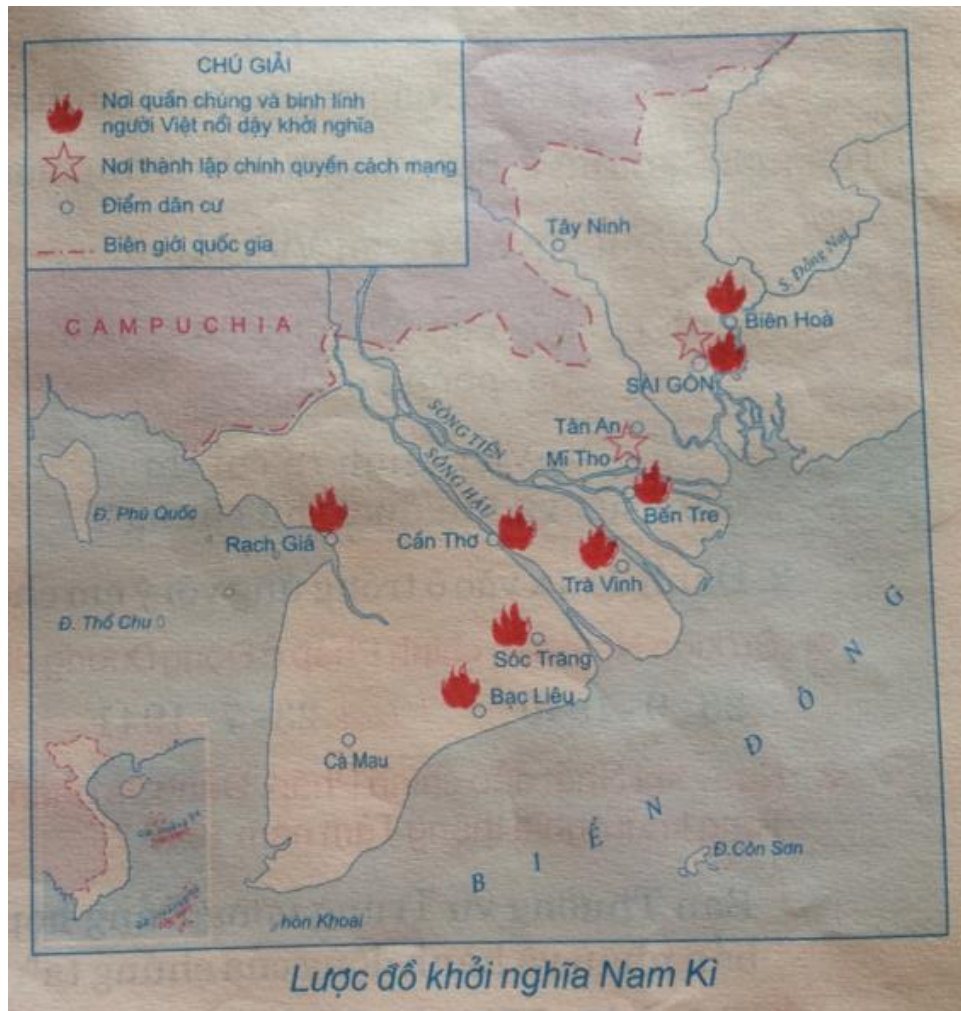 CHÚ GIẢI
Nơi quần chúng và binh lính
người Việt nổi dậy khởi nghĩa
Nơi thành lập chính quyền cách mạng
Điểm dân cư
Biên giới quốc gia
CAMPUCHIA
Tây Ninh
S. Đồng Nai
Biên Hoà
SÀI GÒN
Tân An
Mĩ Tho
SÔNG TIỀN
SÔNG HẬU
Bến Tre
Đ. Phú Quốc
Rạch Giá
Cần Thơ
Trà Vinh
Đ. Thổ Chu
Sóc Trăng
Bạc Liêu
Cà Mau
BIỂN ĐÔNG
Đ.Côn Sơn
hòn Khoai
Lược đồ khởi nghĩa Nam Kì